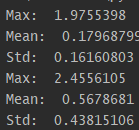 Max:  1.9755398
Mean:  0.17968799
Std:  0.16160803
Max:  2.4556105
Mean:  0.5678681
Std:  0.43815106